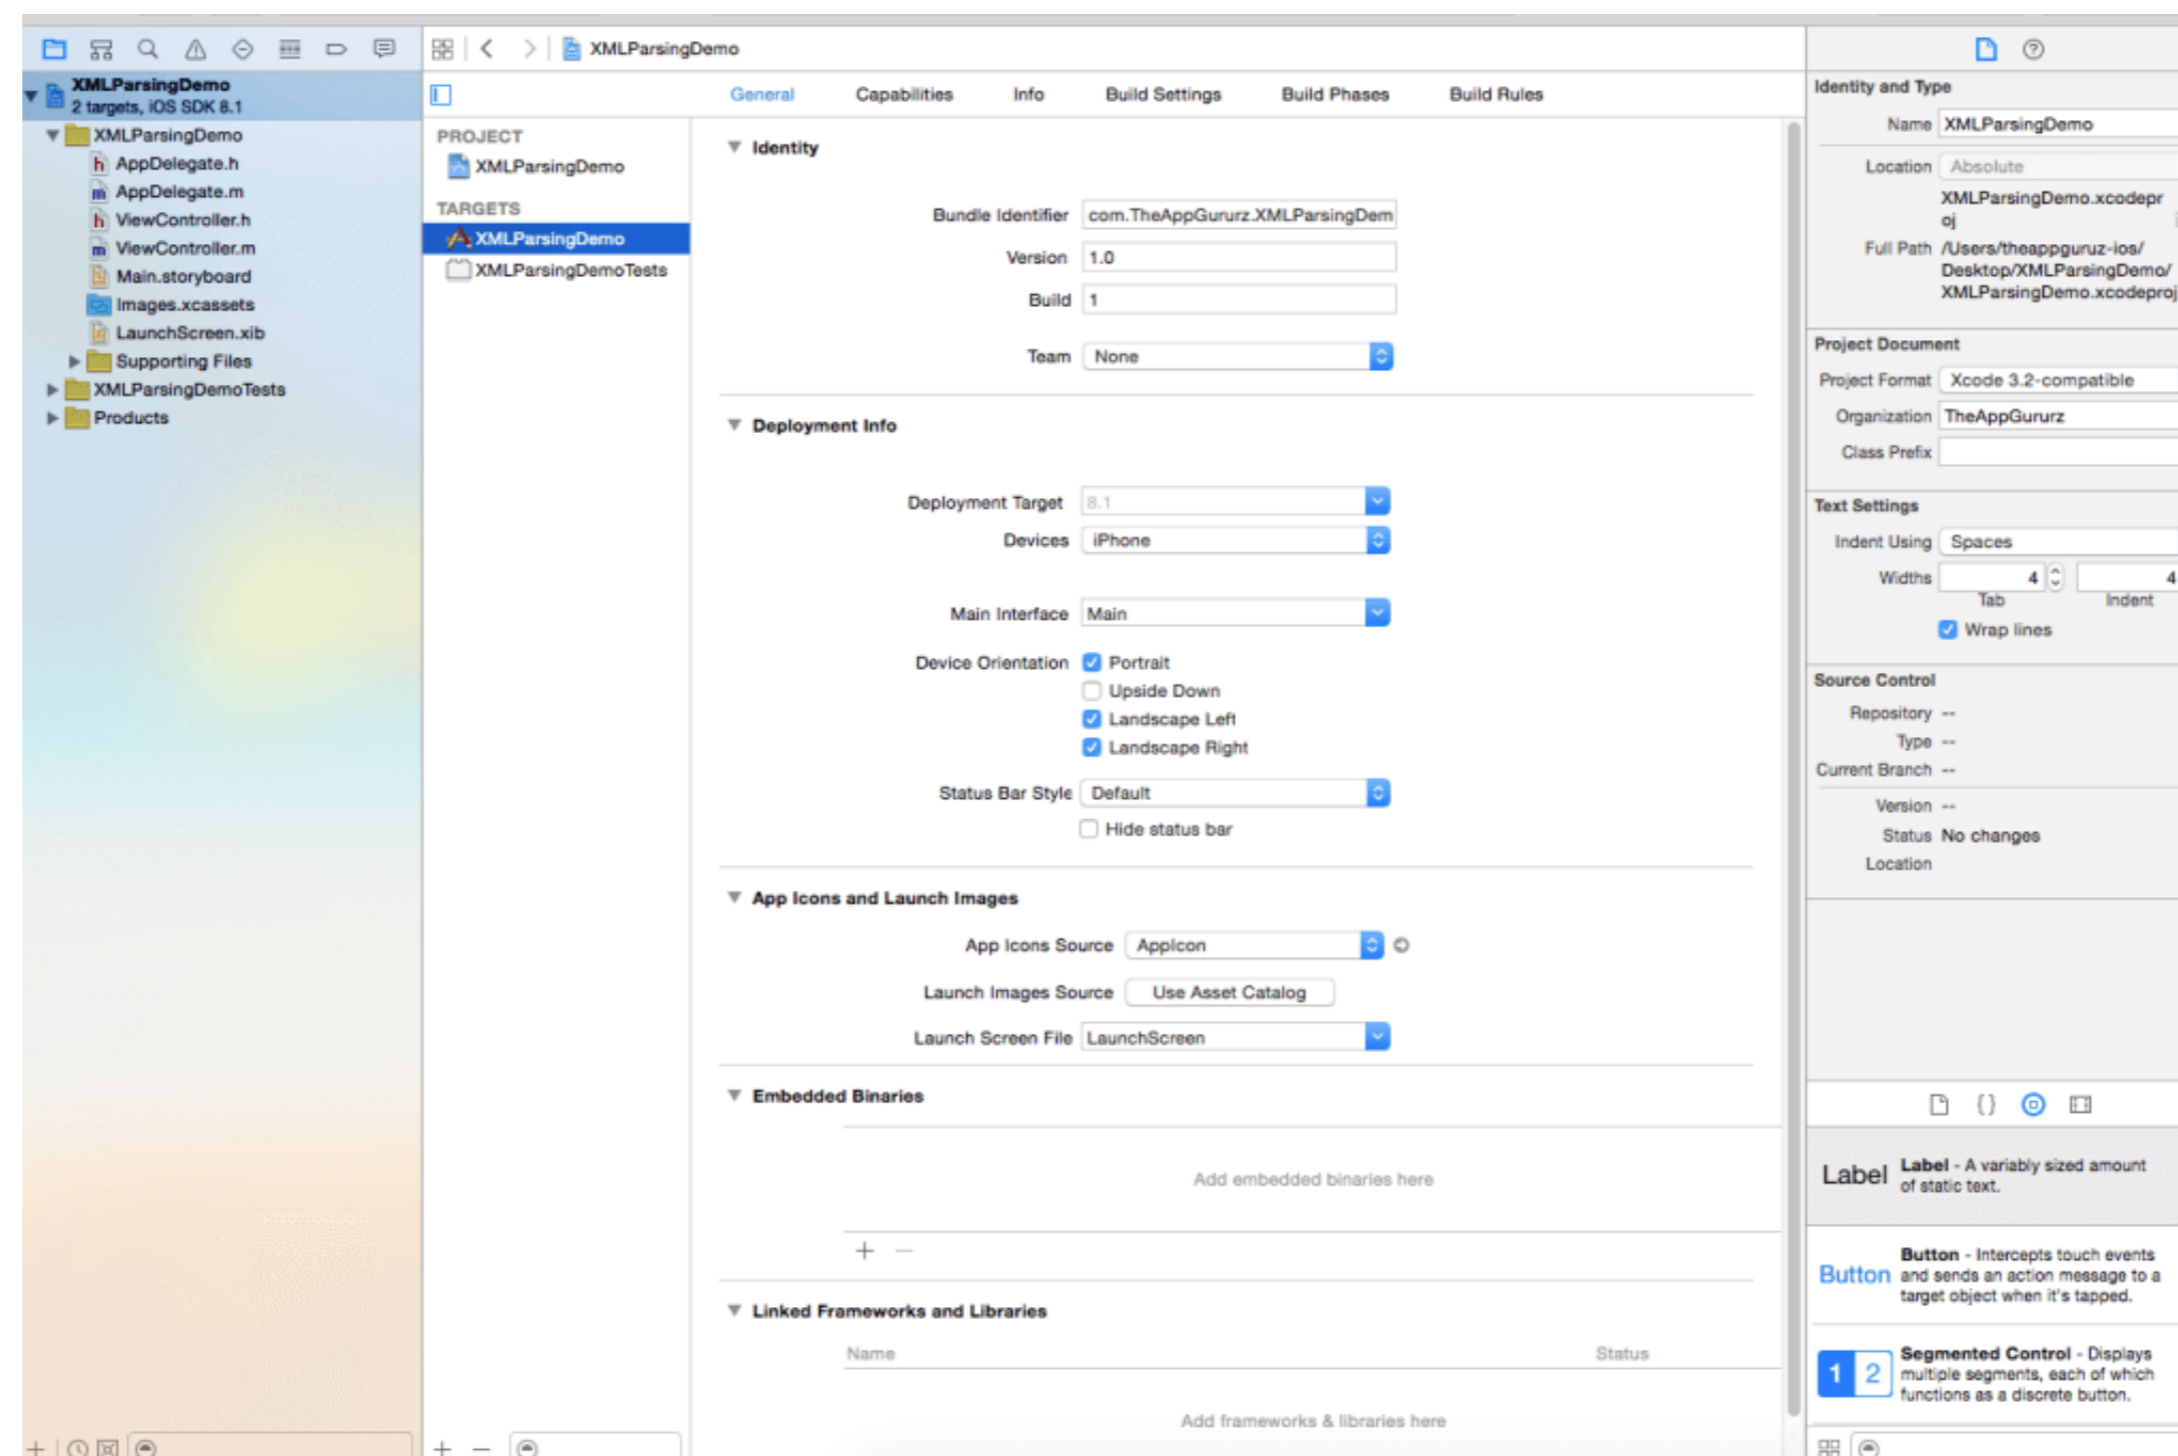 XMLParsingDemo
XMLParsingDemo
2 targets, iOS SDK 8.1
XMLParsingDemo
AppDelegate.h
AppDelegate.m
ViewController.h
ViewController.m
Main.storyboard
Images.xcassets
LaunchScreen.xib
Supporting Files
XMLParsingDemoTests
Products
General Capabilities Info Build Settings Build Phases Build Rules
PROJECT
XMLParsingDemo
TARGETS
XMLParsingDemo
XMLParsingDemoTests
Identity
Bundle Identifier com.TheAppGururz.XMLParsingDem
Version 1.0
Build 1
Team None
Deployment Info
Deployment Target 8.1
Devices iPhone
Main Interface Main
Device Orientation Portrait
Upside Down
Landscape Left
Landscape Right
Status Bar Style Default
Hide status bar
App Icons and Launch Images
App Icons Source AppIcon
Launch Images Source Use Asset Catalog
Launch Screen File LaunchScreen
Embedded Binaries
Add embedded binaries here
Linked Frameworks and Libraries
Name Status
Add frameworks & libraries here
Identity and Type
Name XMLParsingDemo
Location Absolute
XMLParsingDemo.xcodepr
oj
Full Path /Users/theappguruz-ios/
Desktop/XMLParsingDemo/
XMLParsingDemo.xcodeproj
Project Document
Project Format Xcode 3.2-compatible
Organization TheAppGururz
Class Prefix
Text Settings
Indent Using Spaces
Widths 4 4
Tab Indent
Wrap lines
Source Control
Repository --
Type --
Current Branch --
Version --
Status No changes
Location
Label Label - A variably sized amount
of static text.
Button - Intercepts touch events
Button and sends an action message to a
target object when it's tapped.
Segmented Control - Displays
1 2 multiple segments, each of which
functions as a discrete button.